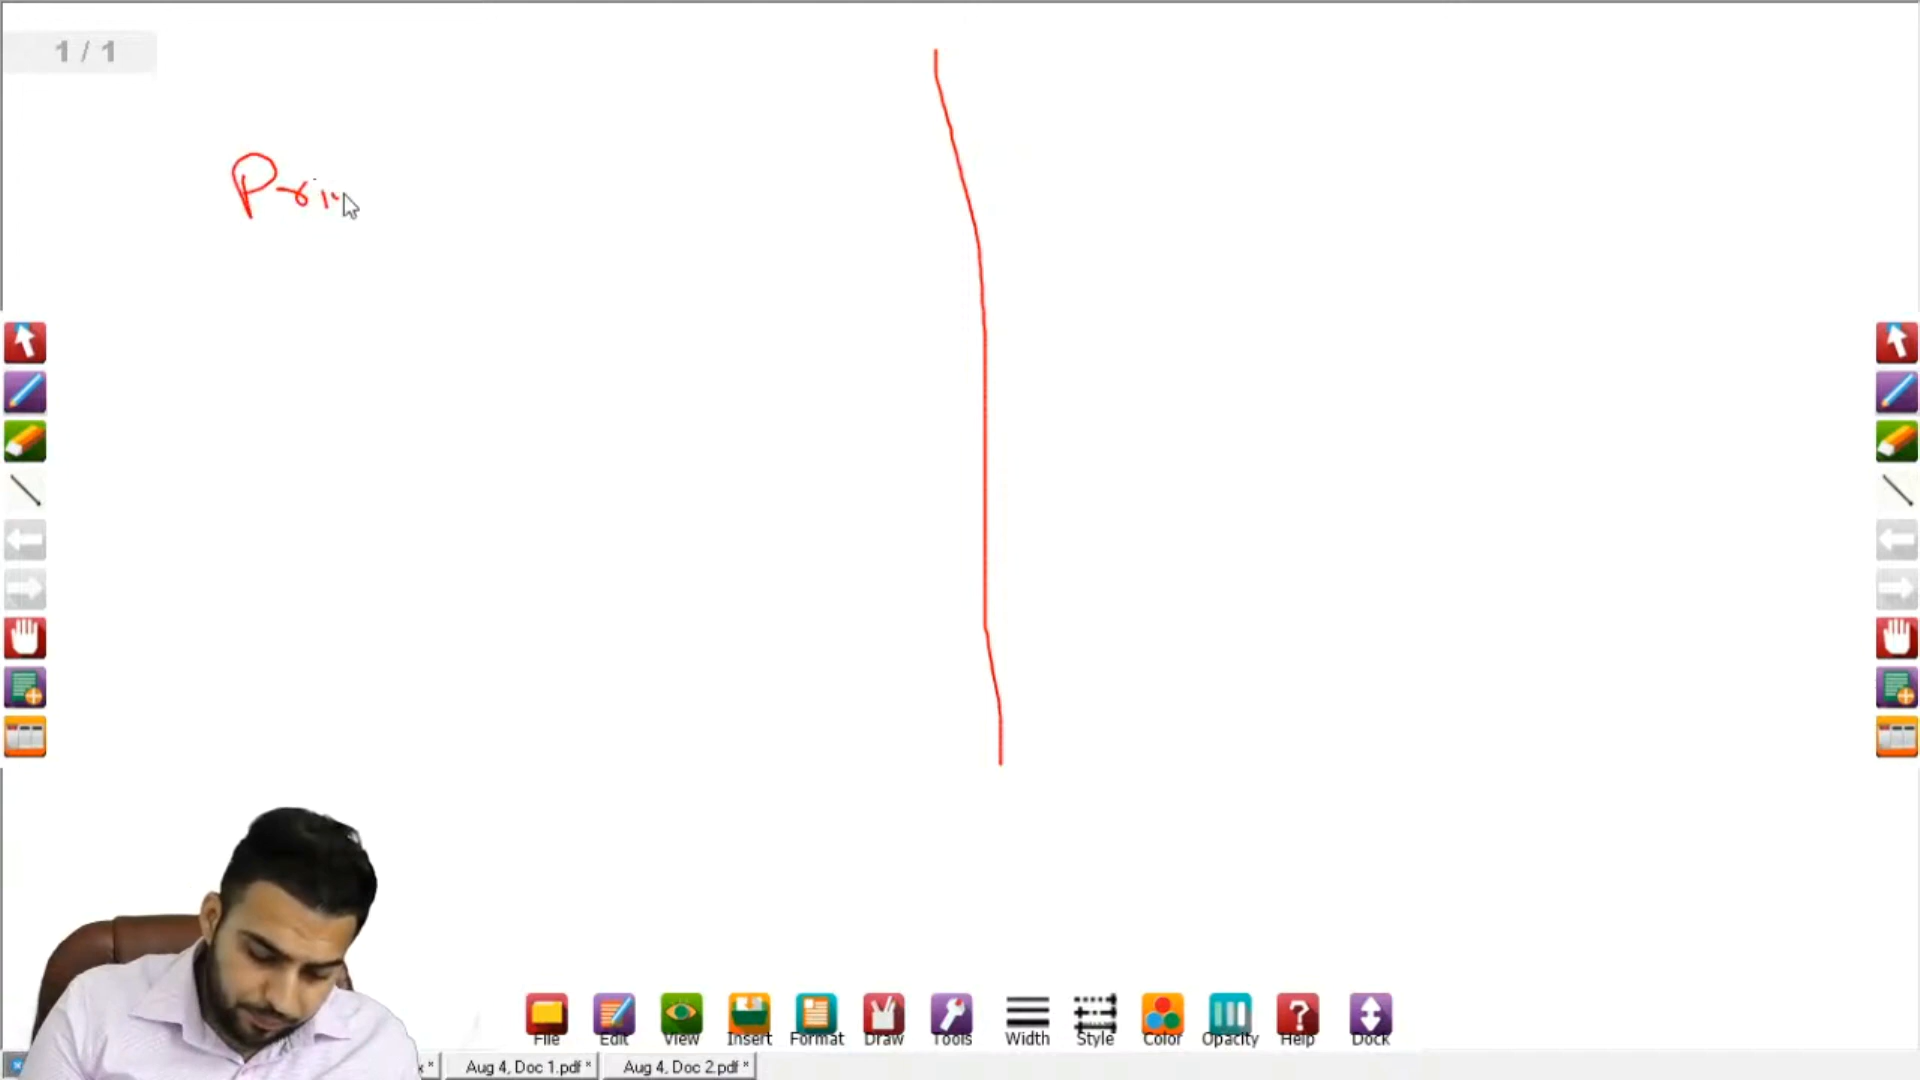 1 / 1
Pri
File Edit View Insert Format Draw Tools Width Style Color Opacity Help Dock
x * Aug 4, Doc 1.pdf * Aug 4, Doc 2.pdf *